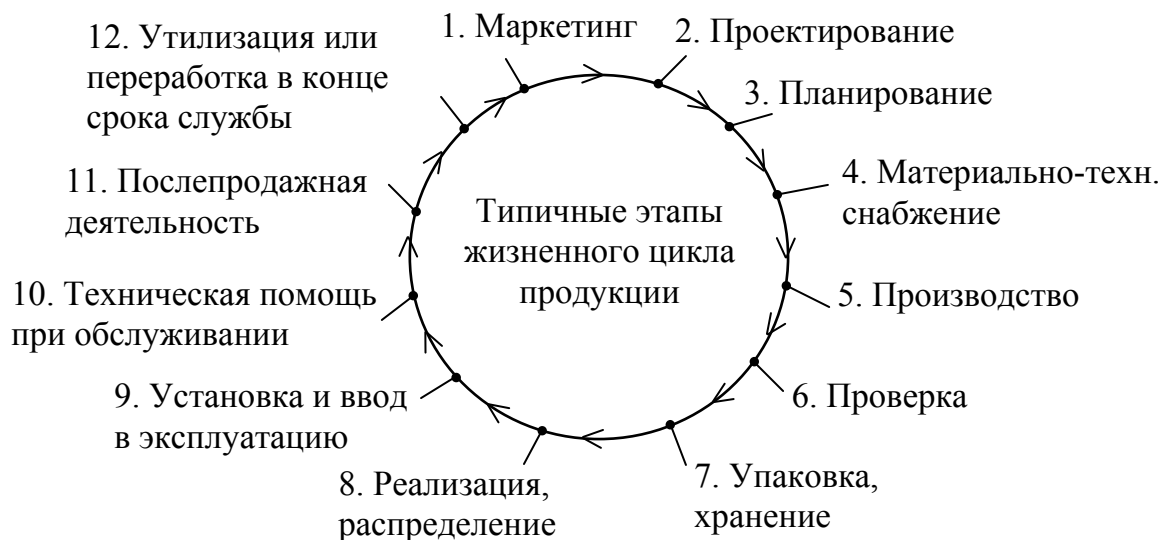 1. Маркетинг
2. Проектирование
3. Планирование
4. Материально-техн.
снабжение
5. Производство
6. Проверка
7. Упаковка,
хранение
8. Реализация,
распределение
9. Установка и ввод
в эксплуатацию
10. Техническая помощь
при обслуживании
11. Послепродажная
деятельность
12. Утилизация или
переработка в конце
срока службы
Типичные этапы
жизненного цикла
продукции